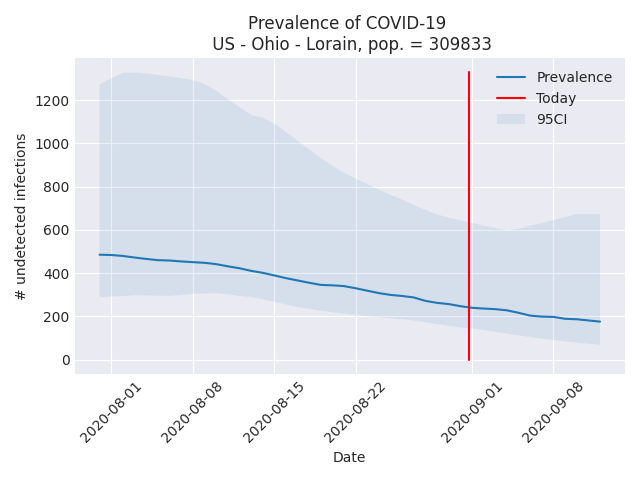 Prevalence of COVID-19
US - Ohio - Lorain, pop. = 309833
Prevalence
Today
95CI
# undetected infections
1200
1000
800
600
400
200
0
2020-08-01
2020-08-08
2020-08-15
2020-08-22
2020-09-01
2020-09-08
Date